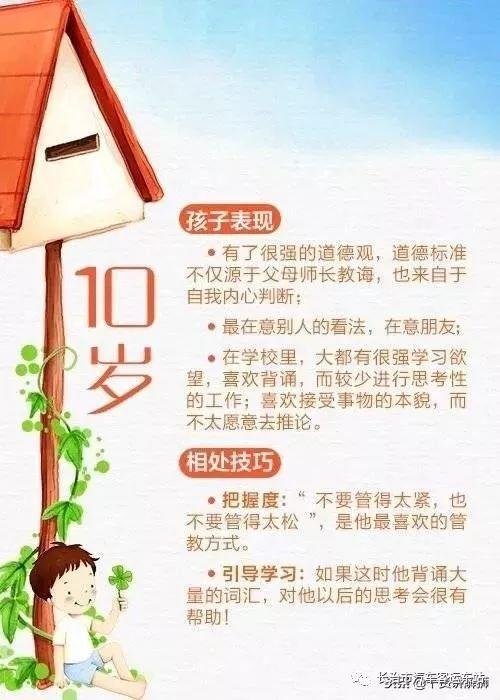 10岁
孩子表现
• 有了很强的道德观，道德标准
不仅源于父母师长教诲，也来自于
自我内心判断；
• 最在意别人的看法，在意朋友；
• 在学校里，大都有很强学习欲
望，喜欢背诵，而较少进行思考性
的工作；喜欢接受事物的本貌，而
不太愿意去推论。
相处技巧
• 把握度：“ 不要管得太紧，也
不要管得太松 ”，是他最喜欢的管
教方式。
• 引导学习：如果这时他背诵大
量的词汇，对他以后的思考会很有
帮助！